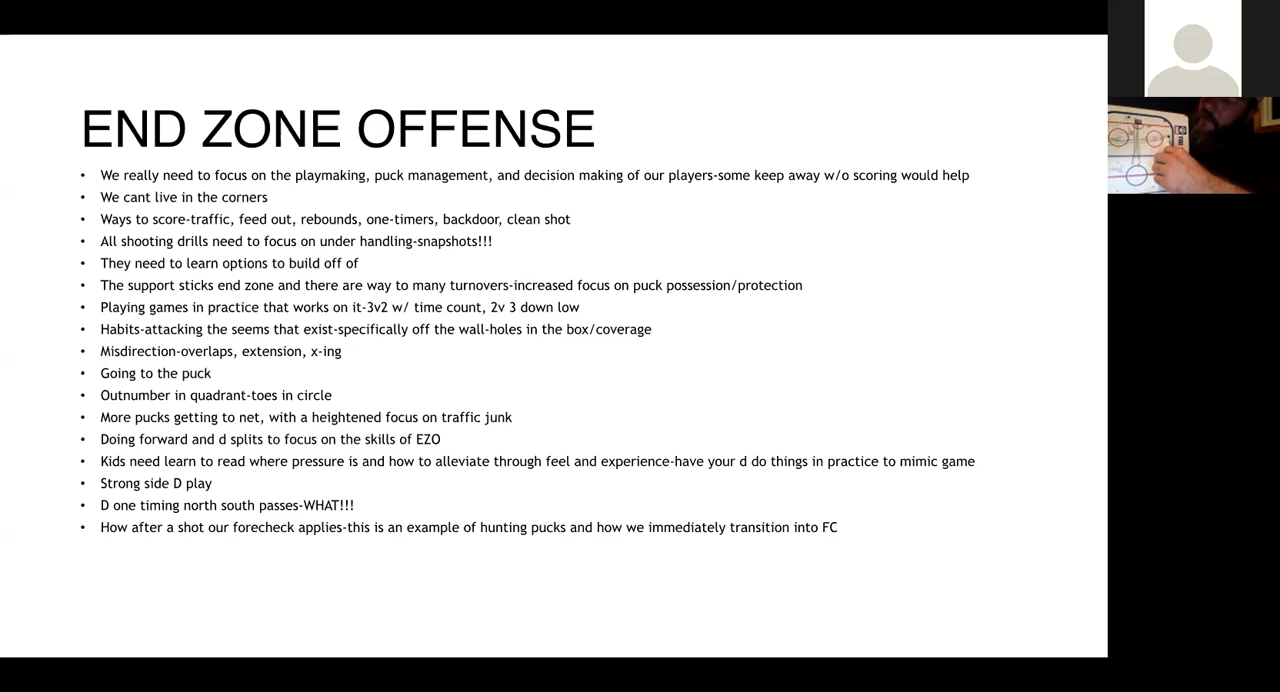 END ZONE OFFENSE
• We really need to focus on the playmaking, puck management, and decision making of our players-some keep away w/o scoring would help
• We cant live in the corners
• Ways to score-traffic, feed out, rebounds, one-timers, backdoor, clean shot
• All shooting drills need to focus on under handling-snapshots!!!
• They need to learn options to build off of
• The support sticks end zone and there are way to many turnovers-increased focus on puck possession/protection
• Playing games in practice that works on it-3v2 w/ time count, 2v 3 down low
• Habits-attacking the seems that exist-specifically off the wall-holes in the box/coverage
• Misdirection-overlaps, extension, x-ing
• Going to the puck
• Outnumber in quadrant-toes in circle
• More pucks getting to net, with a heightened focus on traffic junk
• Doing forward and d splits to focus on the skills of EZO
• Kids need learn to read where pressure is and how to alleviate through feel and experience-have your d do things in practice to mimic game
• Strong side D play
• D one timing north south passes-WHAT!!!
• How after a shot our forecheck applies-this is an example of hunting pucks and how we immediately transition into FC